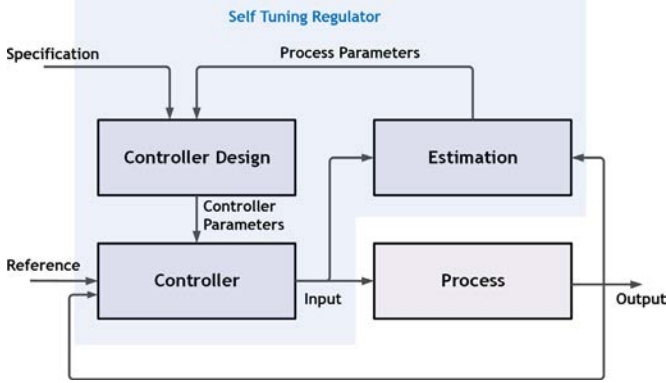 Self Tuning Regulator
Specification
Process Parameters
Controller Design
Estimation
Controller
Parameters
Reference
Controller
Process
Input
Output